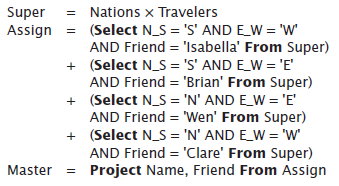 Super = Nations × Travelers
Assign = (Select N_S = 'S' AND E_W = 'W'
AND Friend = 'Isabella' From Super)
+ (Select N_S = 'S' AND E_W = 'E'
AND Friend = 'Brian' From Super)
+ (Select N_S = 'N' AND E_W = 'E'
AND Friend = 'Wen' From Super)
+ (Select N_S = 'N' AND E_W = 'W'
AND Friend = 'Clare' From Super)
Master = Project Name, Friend From Assign